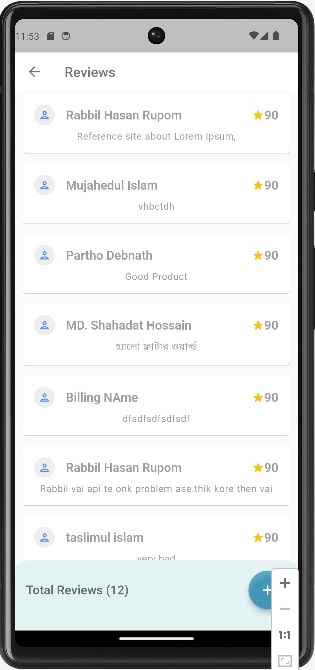 11:53
Reviews
Rabbil Hasan Rupom ★90
Reference site about Lorem Ipsum,
Mujahedul Islam ★90
vhbctdh
Partho Debnath ★90
Good Product
MD. Shahadat Hossain ★90
হ্যালো ফ্লাটার ওয়ার্ল্ড
Billing NAme ★90
dfsdfsdfsdfsdf
Rabbil Hasan Rupom ★90
Rabbil vai api te onk problem ase.thik kore then vai
taslimul islam ★90
very bad
Total Reviews (12) +
+
−
1:1